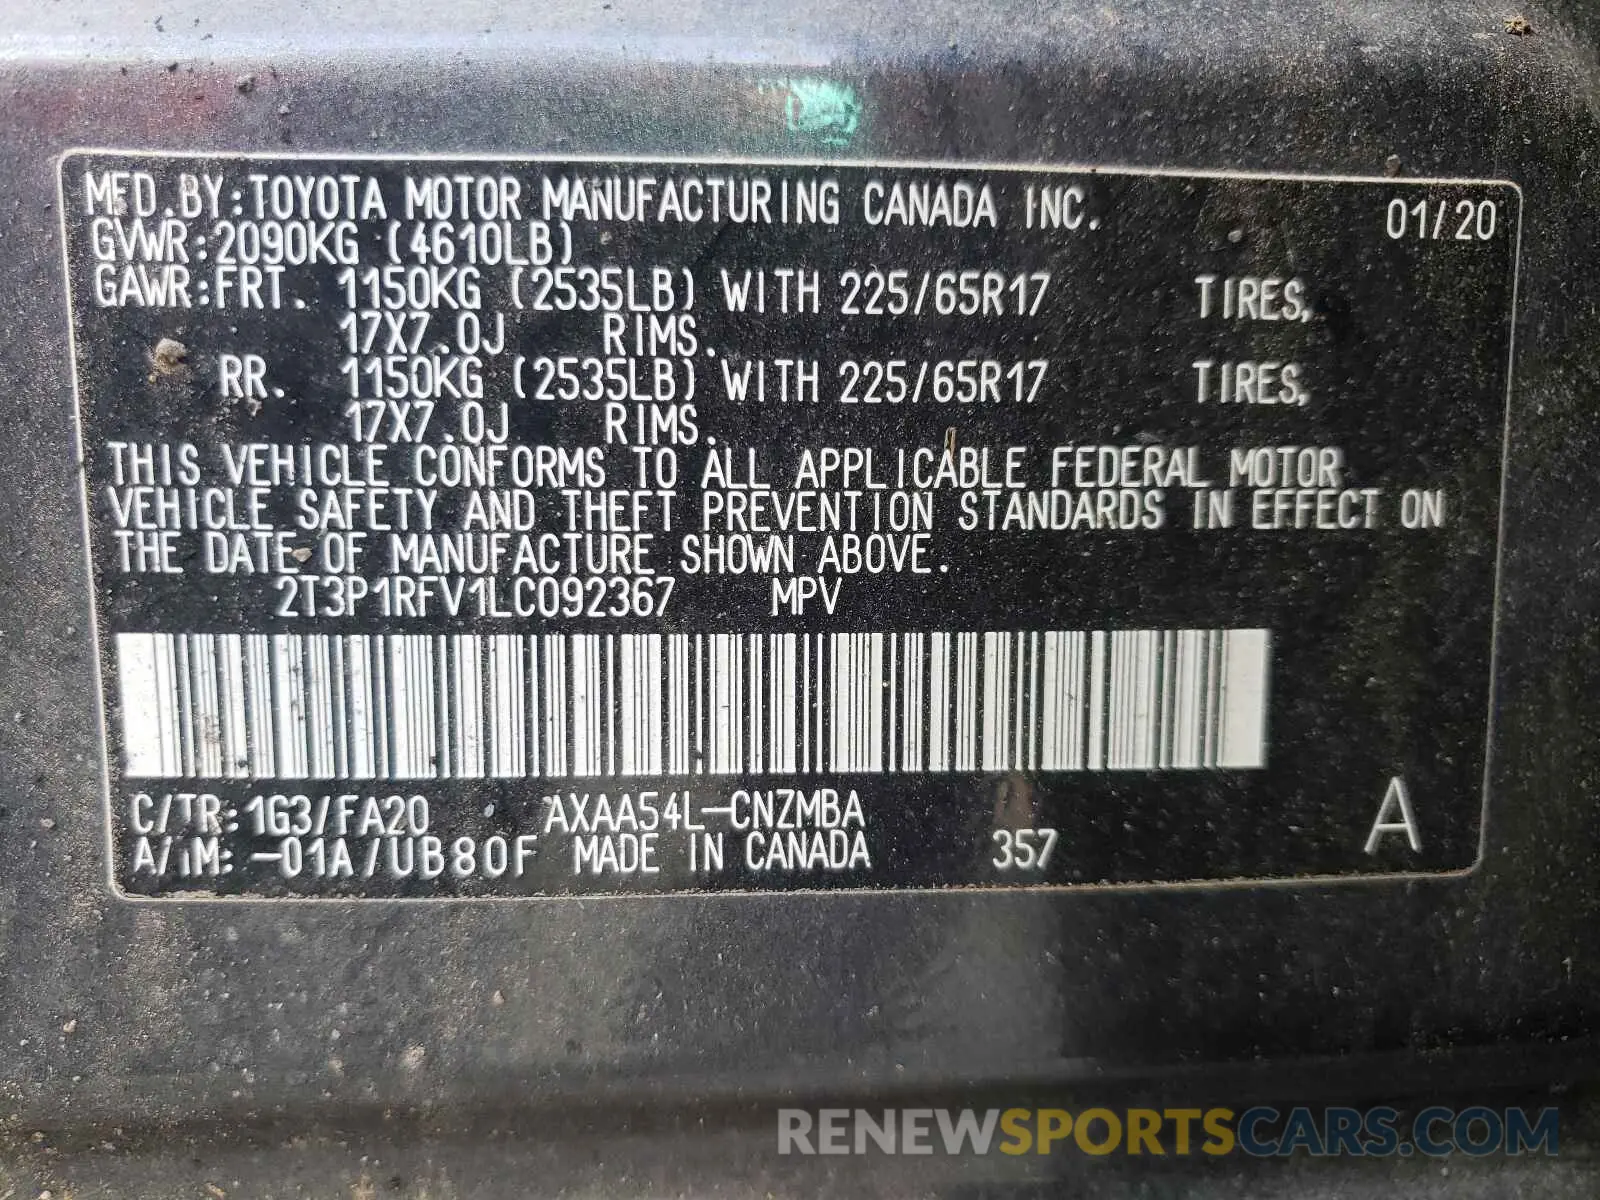 MFD.BY:TOYOTA MOTOR MANUFACTURING CANADA INC. 01/20
GVWR:2090KG (4610LB)
GAWR:FRT. 1150KG (2535LB) WITH 225/65R17 TIRES,
17X7.0J RIMS.
RR. 1150KG (2535LB) WITH 225/65R17 TIRES,
17X7.0J RIMS.
THIS VEHICLE CONFORMS TO ALL APPLICABLE FEDERAL MOTOR
VEHICLE SAFETY AND THEFT PREVENTION STANDARDS IN EFFECT ON
THE DATE OF MANUFACTURE SHOWN ABOVE.
2T3P1RFV1LC092367 MPV
C/TR:1G3/FA20 AXAA54L-CNZMBA
A/TM:-01A/UB80F MADE IN CANADA 357 A
RENEWSPORTSCARS.COM